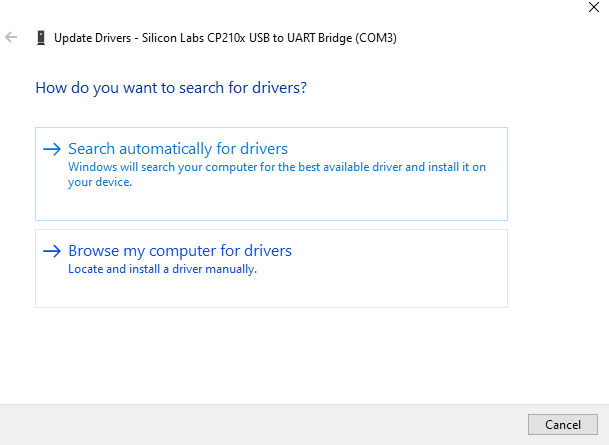 Update Drivers - Silicon Labs CP210x USB to UART Bridge (COM3)
How do you want to search for drivers?
Search automatically for drivers
Windows will search your computer for the best available driver and install it on
your device.
Browse my computer for drivers
Locate and install a driver manually.
Cancel